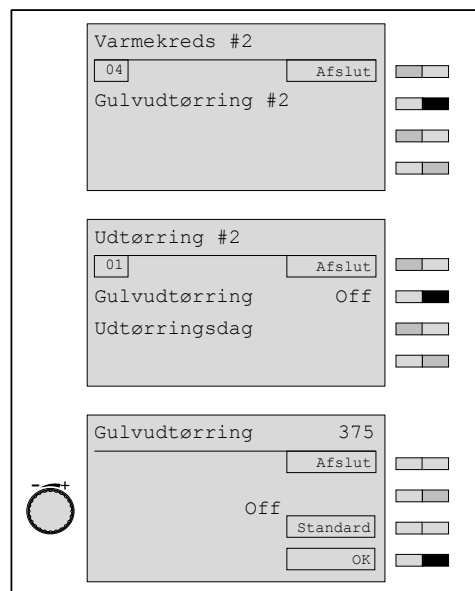 Varmekreds #2
04 Afslut
Gulvudtørring #2
Udtørring #2
01 Afslut
Gulvudtørring Off
Udtørringsdag
Gulvudtørring 375
Afslut
- +
Off
Standard
OK